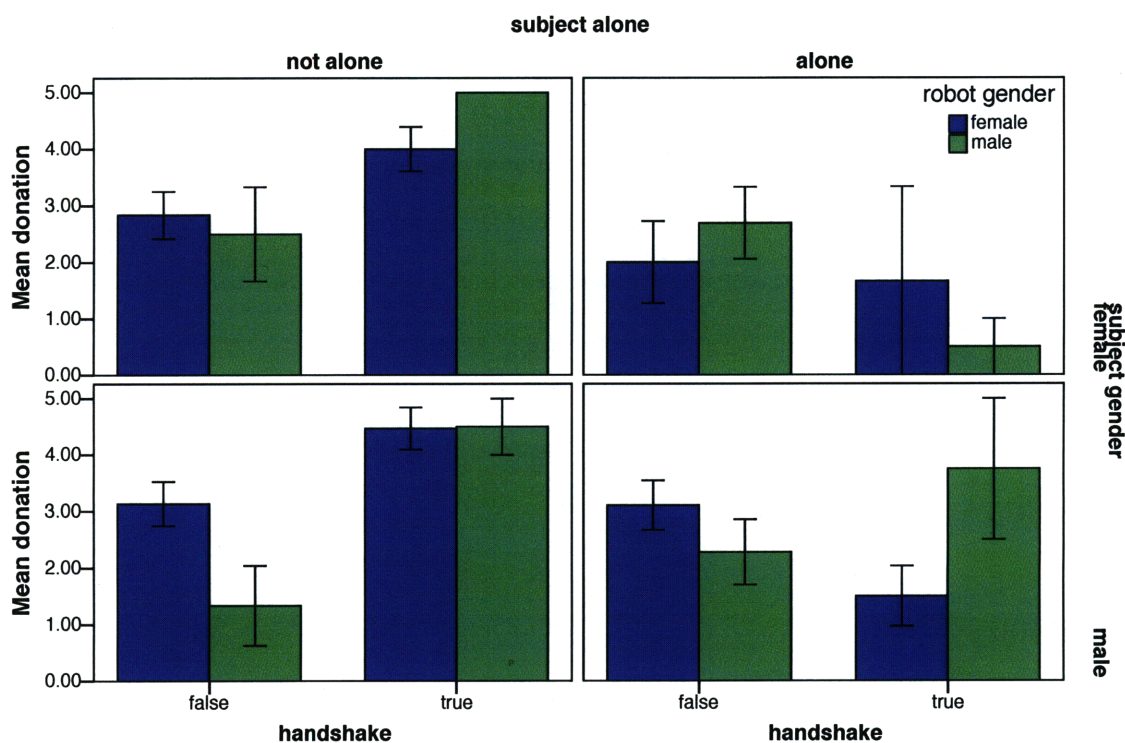 subject alone
not alone
alone
robot gender
female
male
Mean donation
5.00
4.00
3.00
2.00
1.00
0.00
subject gender
female
Mean donation
5.00
4.00
3.00
2.00
1.00
0.00
male
false
true
false
true
handshake
handshake